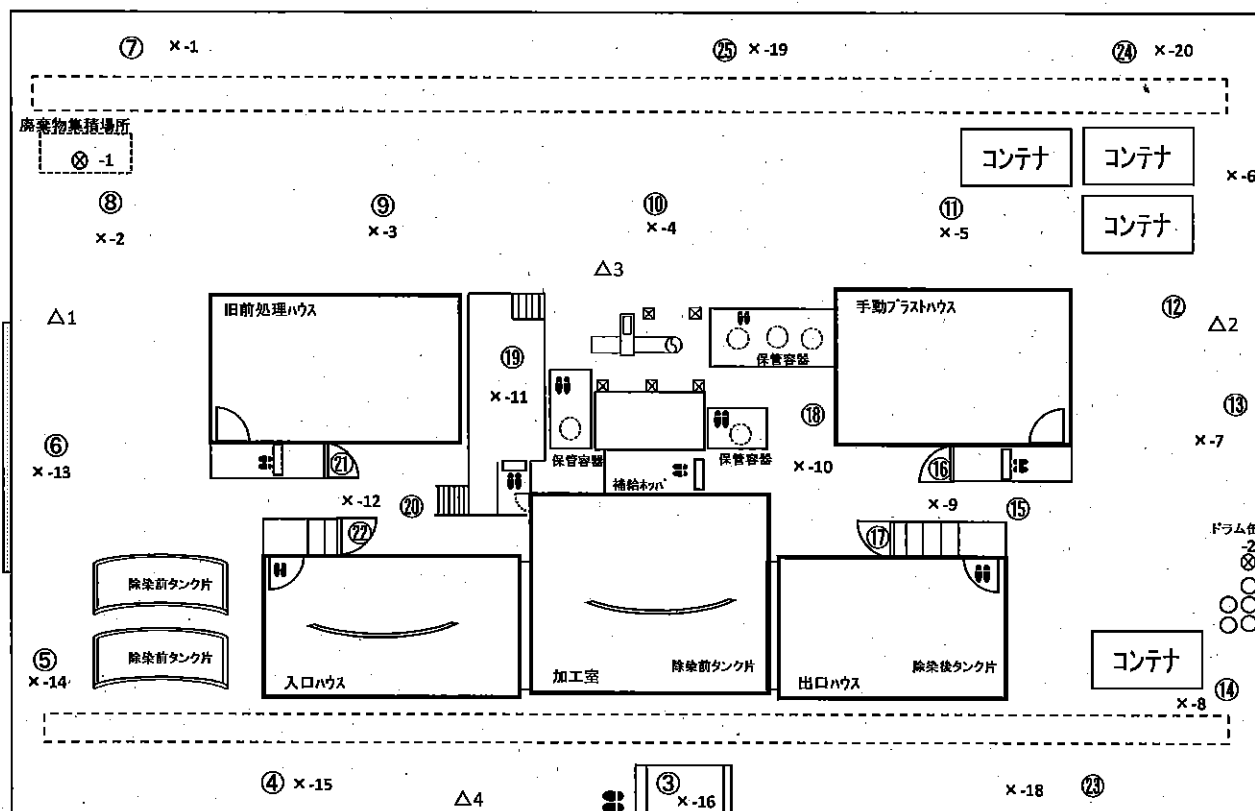 ⑦ ×-1
㉕ ×-19
㉔ ×-20
廃棄物集積場所
⊗ -1
コンテナ
コンテナ
×-6
⑧
×-2
⑨
×-3
⑩
×-4
⑪
×-5
コンテナ
△3
△1
旧前処理ハウス
手動ブラストハウス
⑫
△2
⑲
×-11
保管容器
⑬
×-7
⑱
⑥
×-13
㉑
保管容器
保管容器
×-10
⑯
補給ホッパ
×-12
⑳
×-9
⑮
㉒
⑰
ドラム缶
-2
⊗
除染前タンク片
除染前タンク片
コンテナ
⑤
×-14
入口ハウス
加工室
除染前タンク片
出口ハウス
除染後タンク片
⑭
×-8
④ ×-15
△4
③
×-16
×-18
㉓